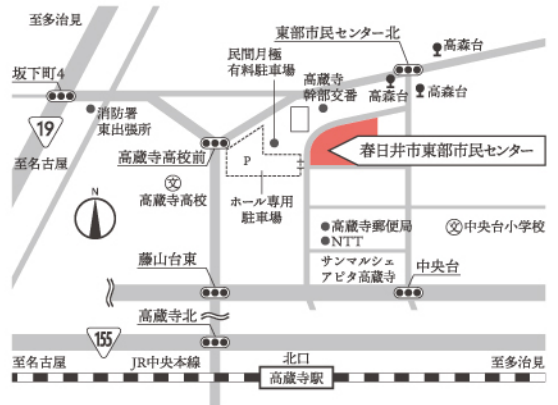 至多治見
東部市民センター北
高森台
民間月極
有料駐車場
坂下町4
高蔵寺
幹部交番
高森台
高森台
消防署
東出張所
19
至名古屋
高蔵寺高校前
P
春日井市東部市民センター
文
高蔵寺高校
ホール専用
駐車場
N
高蔵寺郵便局
NTT
文
中央台小学校
サンマルシェ
アピタ高蔵寺
藤山台東
中央台
高蔵寺北
155
至名古屋
JR中央本線
北口
至多治見
高蔵寺駅